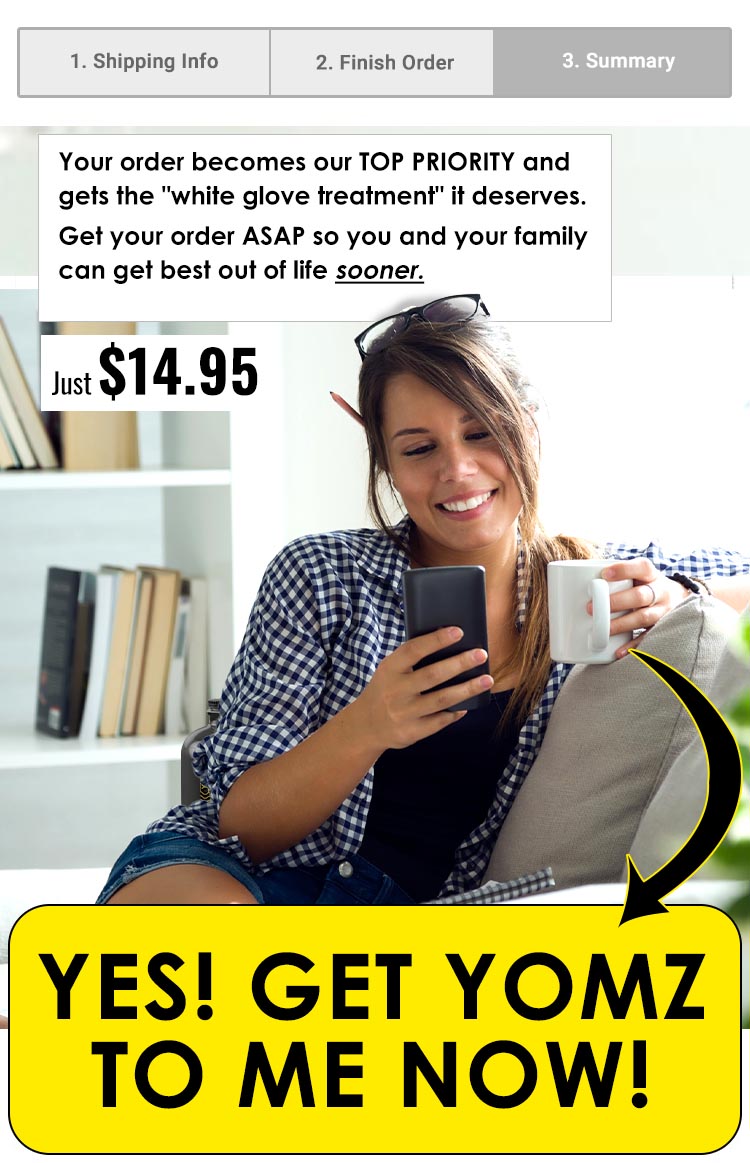 1. Shipping Info
2. Finish Order
3. Summary
Your order becomes our TOP PRIORITY and
gets the "white glove treatment" it deserves.
Get your order ASAP so you and your family
can get best out of life sooner.
Just $14.95
YES! GET YOMZ
TO ME NOW!